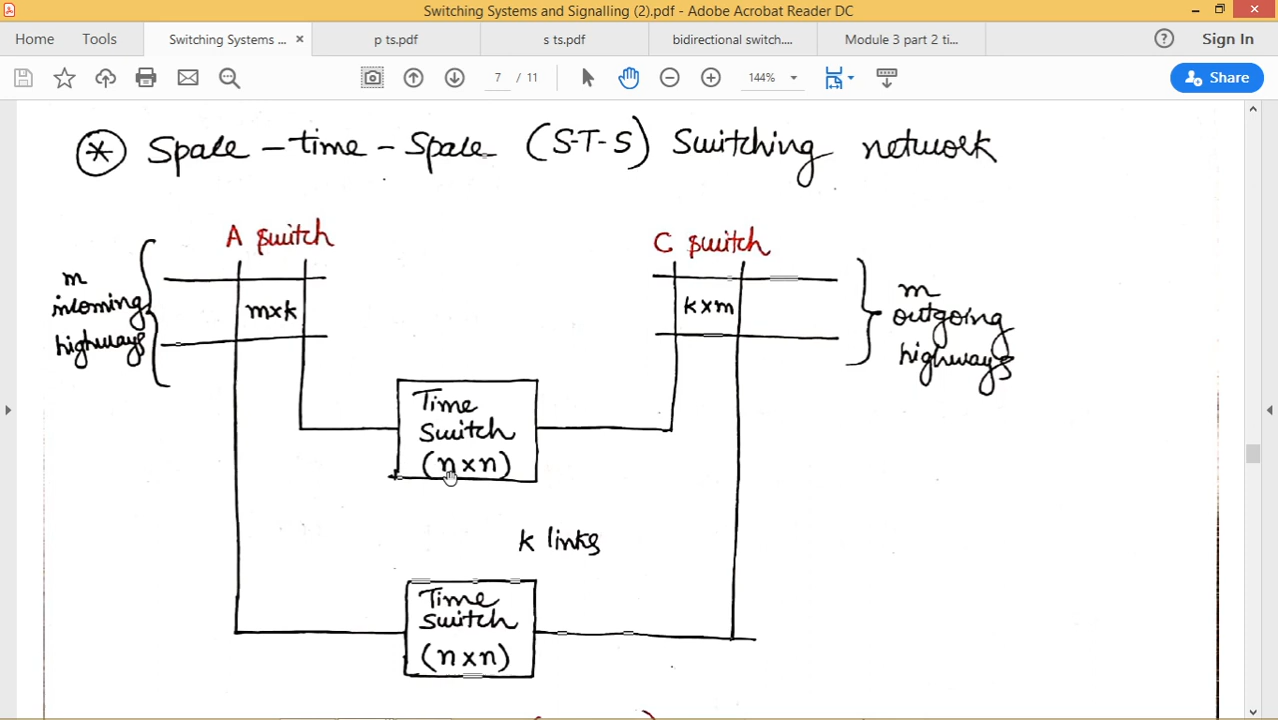 Switching Systems and Signalling (2).pdf - Adobe Acrobat Reader DC
Home Tools Switching Systems ... × p ts.pdf s ts.pdf bidirectional switch.... Module 3 part 2 ti... Sign In
7 / 11 144% Share
* Space - time - Space (S-T-S) Switching network
A switch
C switch
m
incoming
highways
m×k
k×m
m
outgoing
highways
Time
Switch
(n×n)
k links
Time
switch
(n×n)